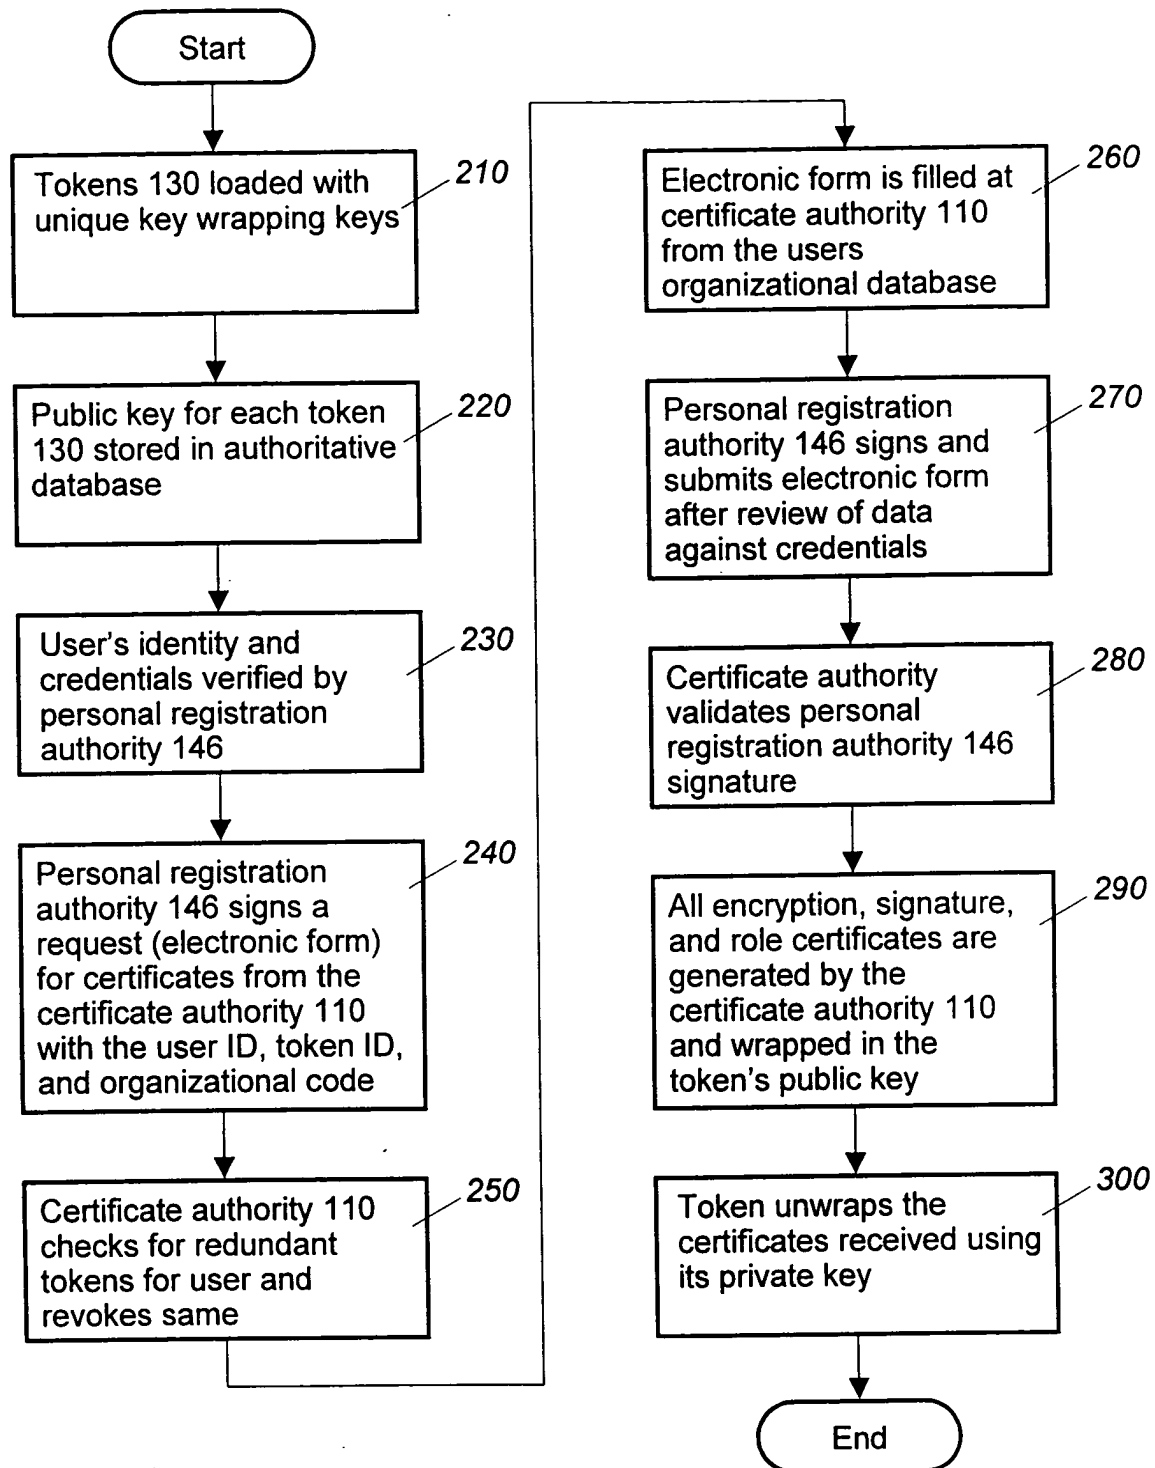 Start
Tokens 130 loaded with
unique key wrapping keys
210
Public key for each token
130 stored in authoritative
database
220
User's identity and
credentials verified by
personal registration
authority 146
230
Personal registration
authority 146 signs a
request (electronic form)
for certificates from the
certificate authority 110
with the user ID, token ID,
and organizational code
240
Certificate authority 110
checks for redundant
tokens for user and
revokes same
250
Electronic form is filled at
certificate authority 110
from the users
organizational database
260
Personal registration
authority 146 signs and
submits electronic form
after review of data
against credentials
270
Certificate authority
validates personal
registration authority 146
signature
280
All encryption, signature,
and role certificates are
generated by the
certificate authority 110
and wrapped in the
token's public key
290
Token unwraps the
certificates received using
its private key
300
End